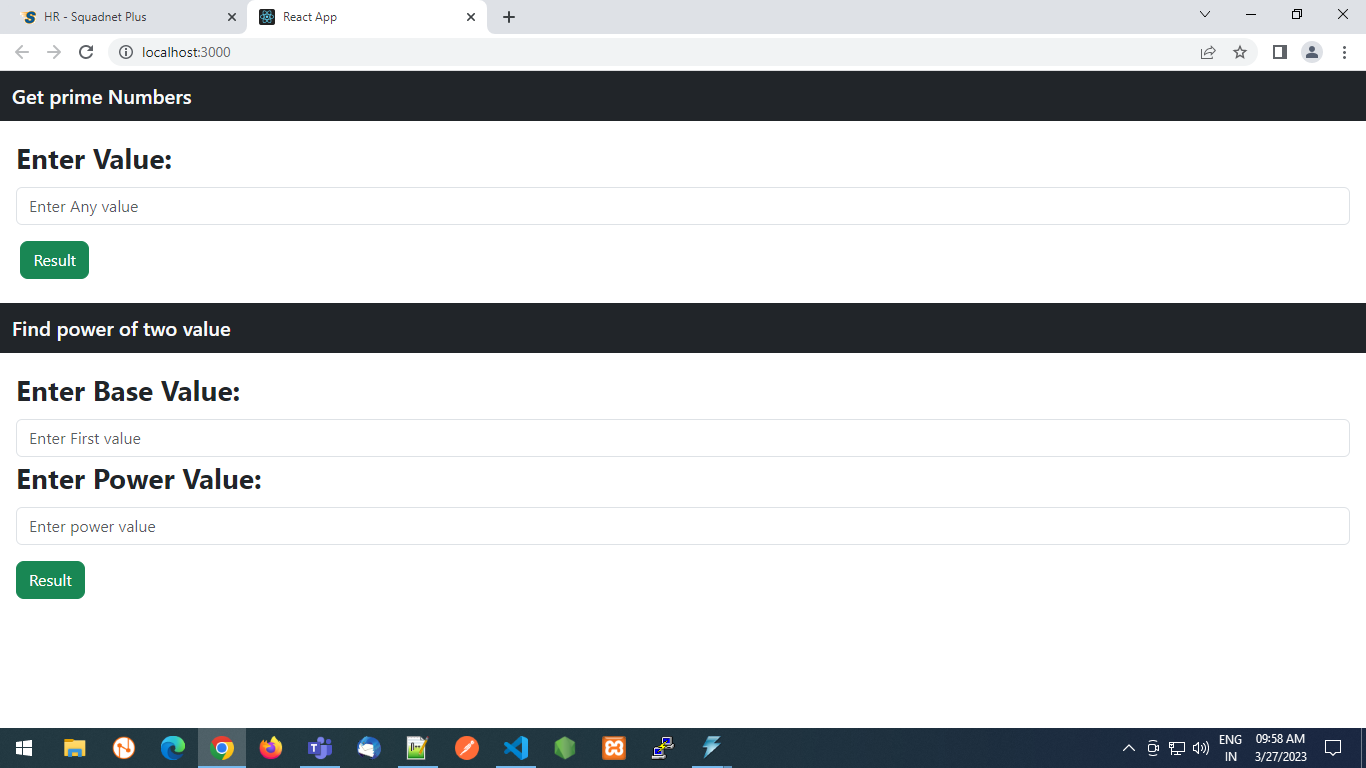 HR - Squadnet Plus
React App
localhost:3000
Get prime Numbers
Enter Value:
Enter Any value
Result
Find power of two value
Enter Base Value:
Enter First value
Enter Power Value:
Enter power value
Result
ENG
IN
09:58 AM
3/27/2023